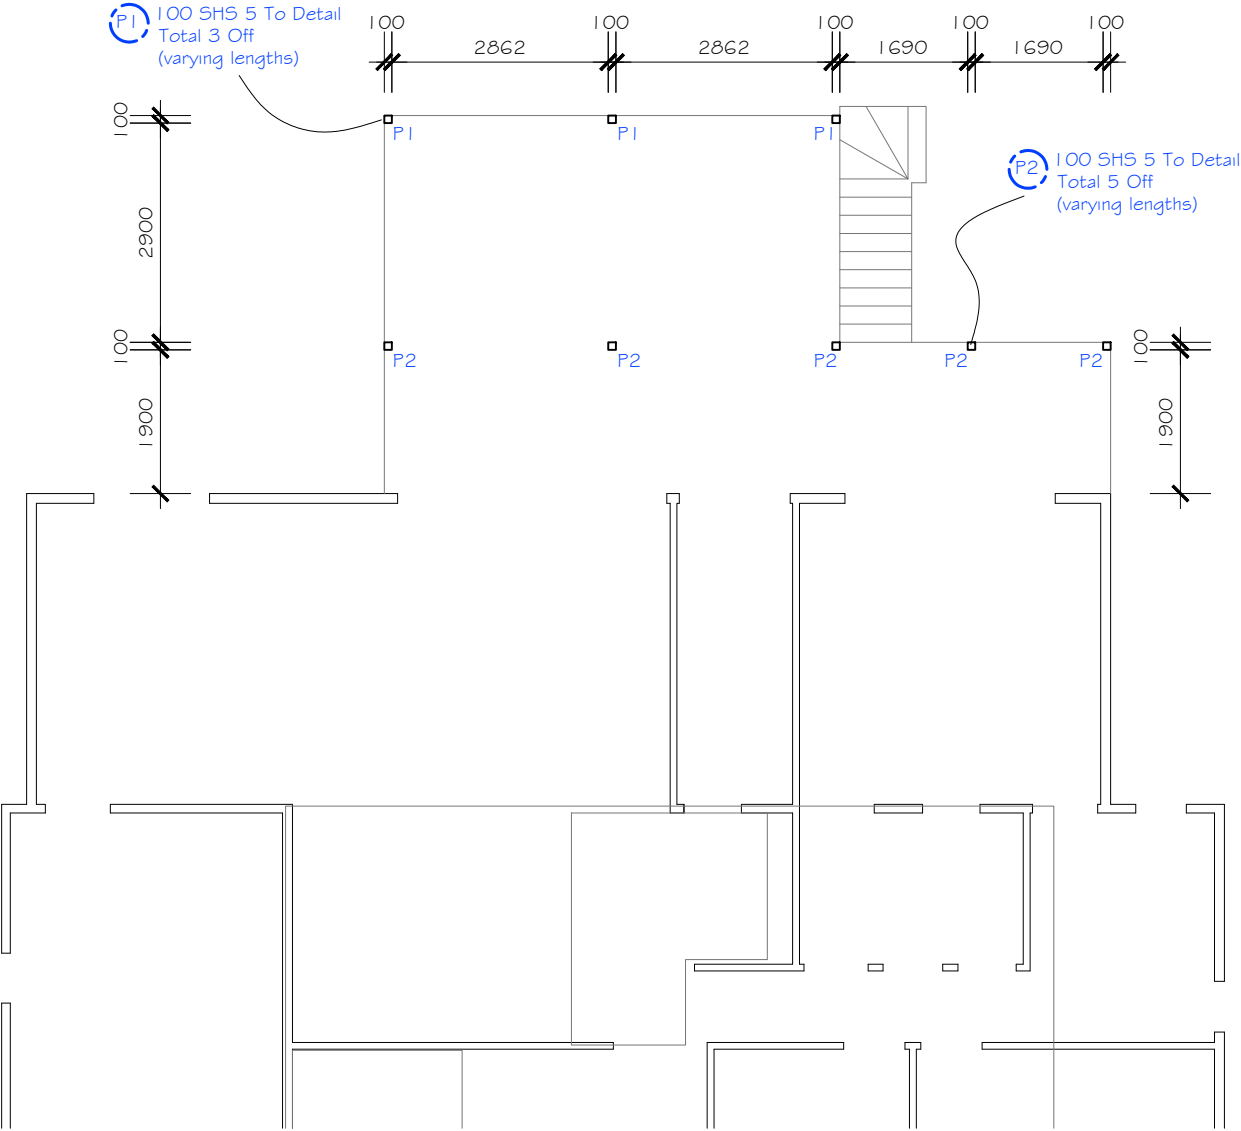 P1
100 SHS 5 To Detail
Total 3 Off
(varying lengths)
100
100
100
100
100
2862
2862
1690
1690
100
P1
P1
P1
P2
100 SHS 5 To Detail
Total 5 Off
(varying lengths)
2900
100
100
P2
P2
P2
P2
P2
1900
1900